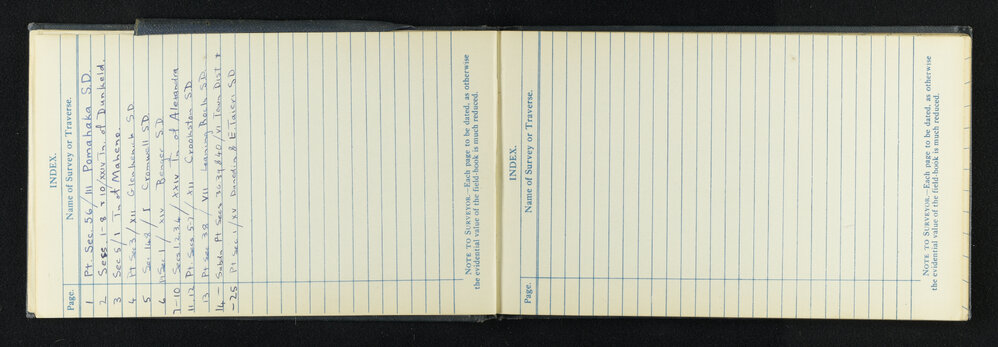 INDEX.
Page. Name of Survey or Traverse.
1 Pt. Sec. 56/III Pomahaka S.D.
2 Secs. 1-8 & 10/XXIV Tn. of Dunkeld.
3 Sec 5/1 Tn of Maheno.
4 Pt Sec 3/XII Glenkenich S.D
5 Sec 148/I Cromwell SD
6 Pt Sec 1/XIV Benger S.D
7-10 Secs 1.2.3.4/XXIV Tn of Alexandra
11-12 Pt. Secs. 5.7/XII Crookston S.D
13 Pt Sec 38/VII Leaning Rock S.D.
14 - Subdn Pt Secs 36.39 & 40/VI Town Dist &
-25 Pt Sec 1/XV Dunedin & E. Taieri S.D
NOTE TO SURVEYOR.—Each page to be dated, as otherwise
the evidential value of the field-book is much reduced.
INDEX.
Page. Name of Survey or Traverse.
NOTE TO SURVEYOR.—Each page to be dated, as otherwise
the evidential value of the field-book is much reduced.